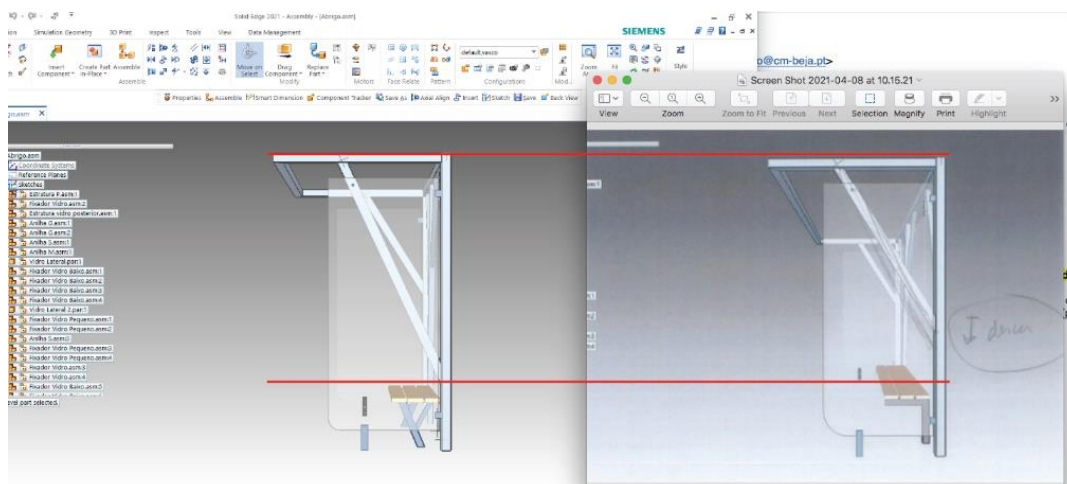 Solid Edge 2021 - Assembly - [Abrigo.asm]
Simulation Geometry 3D Print Inspect Tools View Data Management
SIEMENS
Insert Component
Create Part In-Place
Assemble
Move on Select
Drag Component
Replace Part
default,vasco
Zoom
Fit
Style
Assemble
Modify
Motors
Face Relate
Pattern
Configurations
Properties Assemble Smart Dimension Component Tracker Save As Axial Align Insert Sketch Save Back View
o@cm-beja.pt>
Screen Shot 2021-04-08 at 10.15.21
View Zoom Zoom to Fit Previous Next Selection Magnify Print Highlight
Abrigo.asm
Coordinate Systems
Reference Planes
Sketches
Estrutura P.asm:1
Fixador Vidro.asm:2
Estrutura vidro posterior.asm:1
Anilha G.asm:1
Anilha G.asm:2
Anilha S.asm:1
Anilha M.asm:1
Vidro Lateral.par:1
Fixador Vidro Baixo.asm:1
Fixador Vidro Baixo.asm:2
Fixador Vidro Baixo.asm:3
Fixador Vidro Baixo.asm:4
Vidro Lateral 2.par:1
Fixador Vidro Pequeno.asm:1
Fixador Vidro Pequeno.asm:2
Anilha S.asm:2
Fixador Vidro Pequeno.asm:3
Fixador Vidro Pequeno.asm:4
Fixador Vidro.asm:3
Fixador Vidro.asm:4
Fixador Vidro Baixo.asm:5
evel part selected.
descer